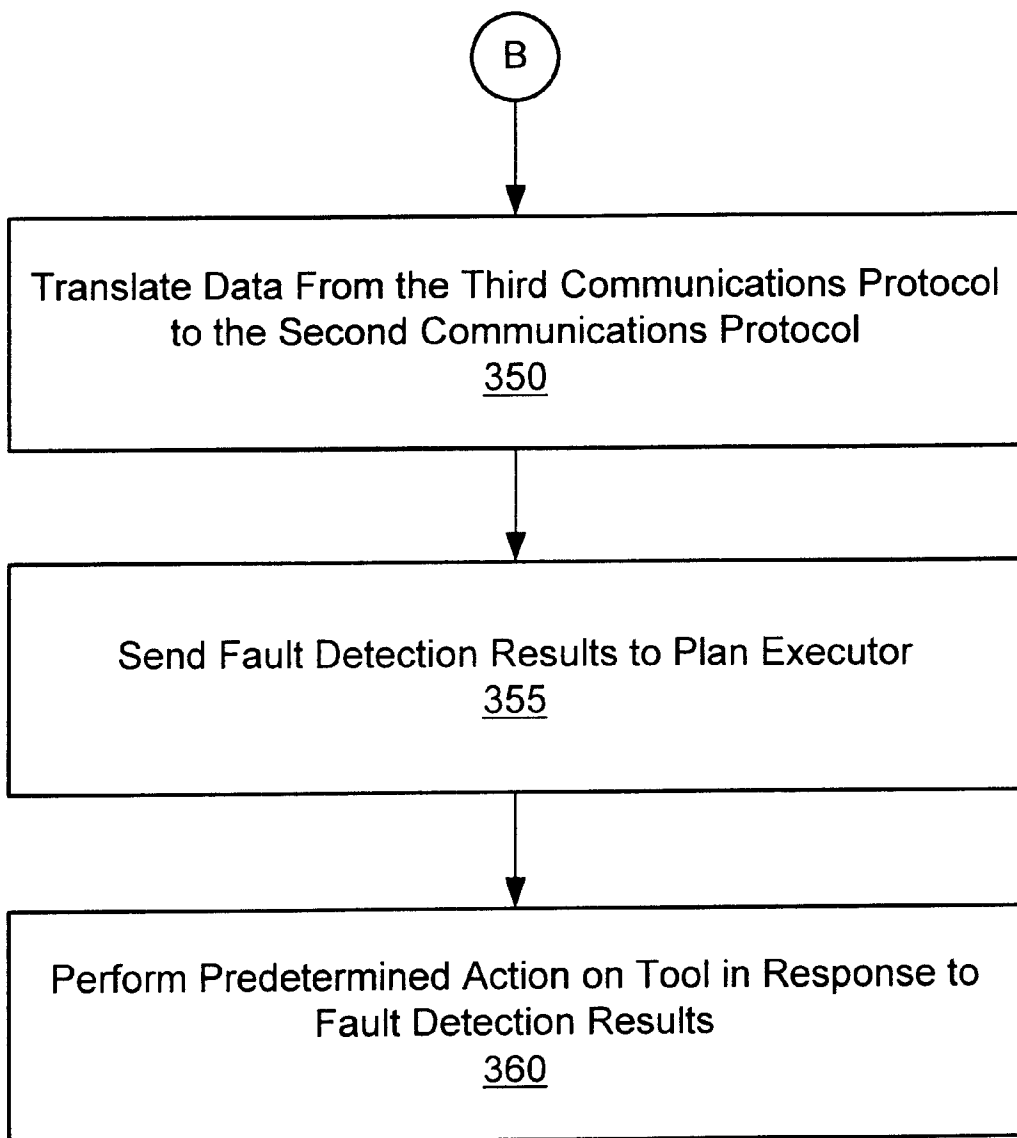 B
Translate Data From the Third Communications Protocol
to the Second Communications Protocol
350
Send Fault Detection Results to Plan Executor
355
Perform Predetermined Action on Tool in Response to
Fault Detection Results
360